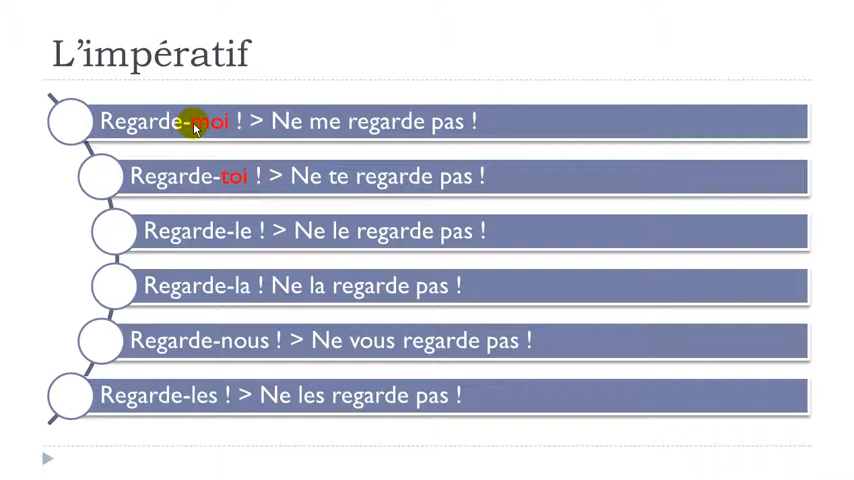 L'impératif
Regarde-moi ! > Ne me regarde pas !
Regarde-toi ! > Ne te regarde pas !
Regarde-le ! > Ne le regarde pas !
Regarde-la ! Ne la regarde pas !
Regarde-nous ! > Ne vous regarde pas !
Regarde-les ! > Ne les regarde pas !